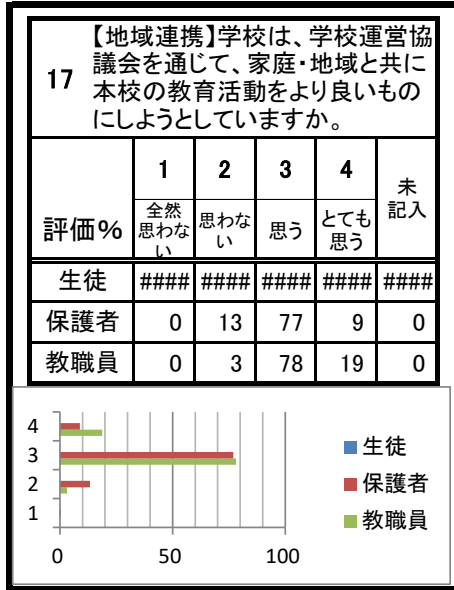 【地域連携】学校は、学校運営協
17 議会を通じて、家庭・地域と共に
本校の教育活動をより良いもの
にしようとしていますか。
1 2 3 4 未
記入
評価% 全然
思わな
い 思わな
い 思う とても
思う
生徒 #### #### #### #### ####
保護者 0 13 77 9 0
教職員 0 3 78 19 0
4
3
2
1
0 50 100
生徒
保護者
教職員